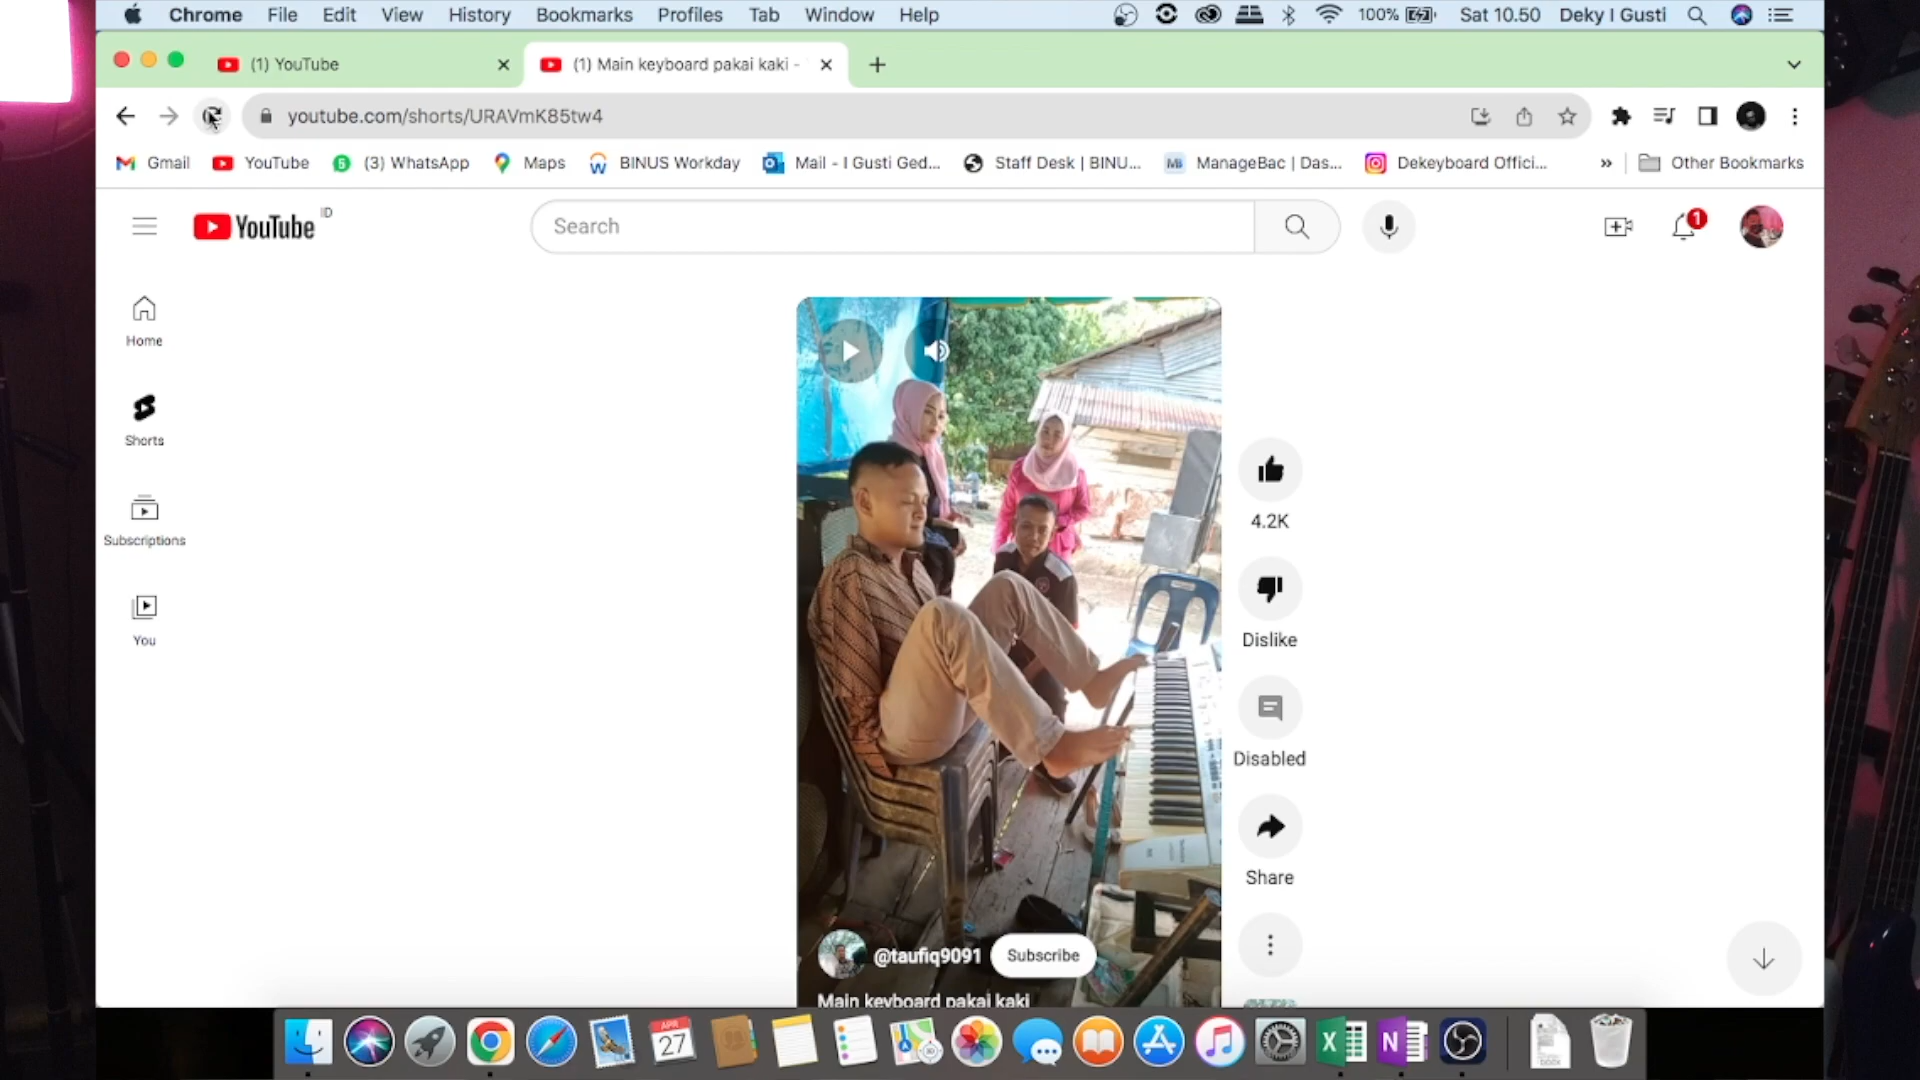 Chrome File Edit View History Bookmarks Profiles Tab Window Help 100% Sat 10.50 Deky I Gusti
(1) YouTube
(1) Main keyboard pakai kaki -
youtube.com/shorts/URAVmK85tw4
Gmail YouTube (3) WhatsApp Maps BINUS Workday Mail - I Gusti Ged... Staff Desk | BINU... ManageBac | Das... Dekeyboard Offici... » Other Bookmarks
YouTube ID
Search
1
Home
Shorts
Subscriptions
You
4.2K
Dislike
Disabled
Share
@taufiq9091 Subscribe
Main keyboard pakai kaki
APR
27